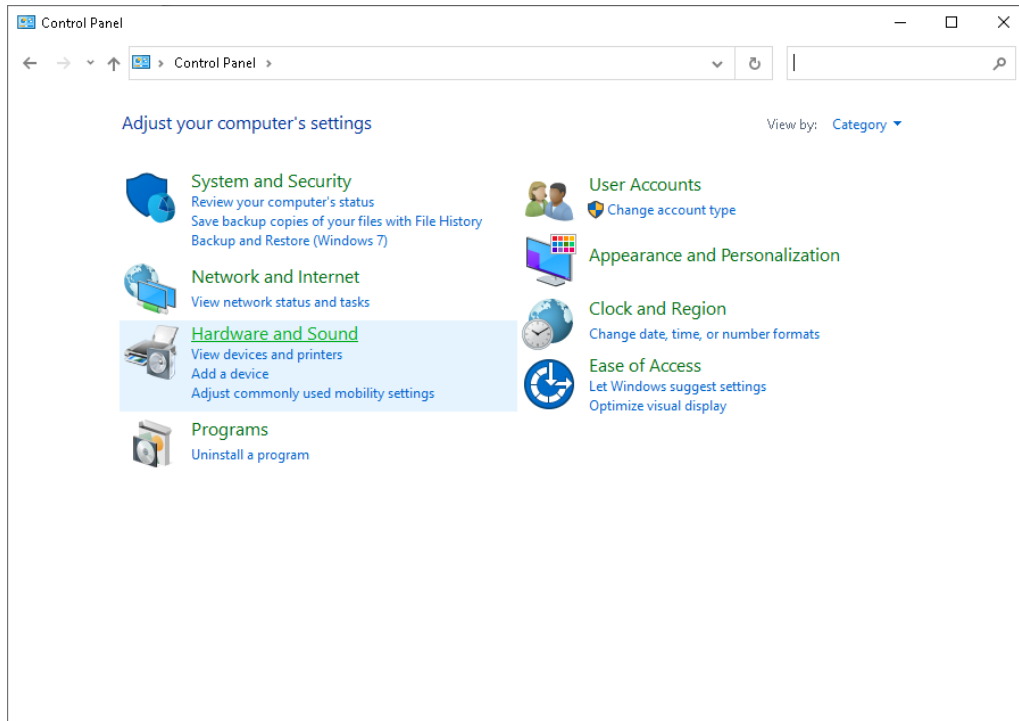 Control Panel
Control Panel
Adjust your computer's settings
View by: Category
System and Security
Review your computer's status
Save backup copies of your files with File History
Backup and Restore (Windows 7)
Network and Internet
View network status and tasks
Hardware and Sound
View devices and printers
Add a device
Adjust commonly used mobility settings
Programs
Uninstall a program
User Accounts
Change account type
Appearance and Personalization
Clock and Region
Change date, time, or number formats
Ease of Access
Let Windows suggest settings
Optimize visual display